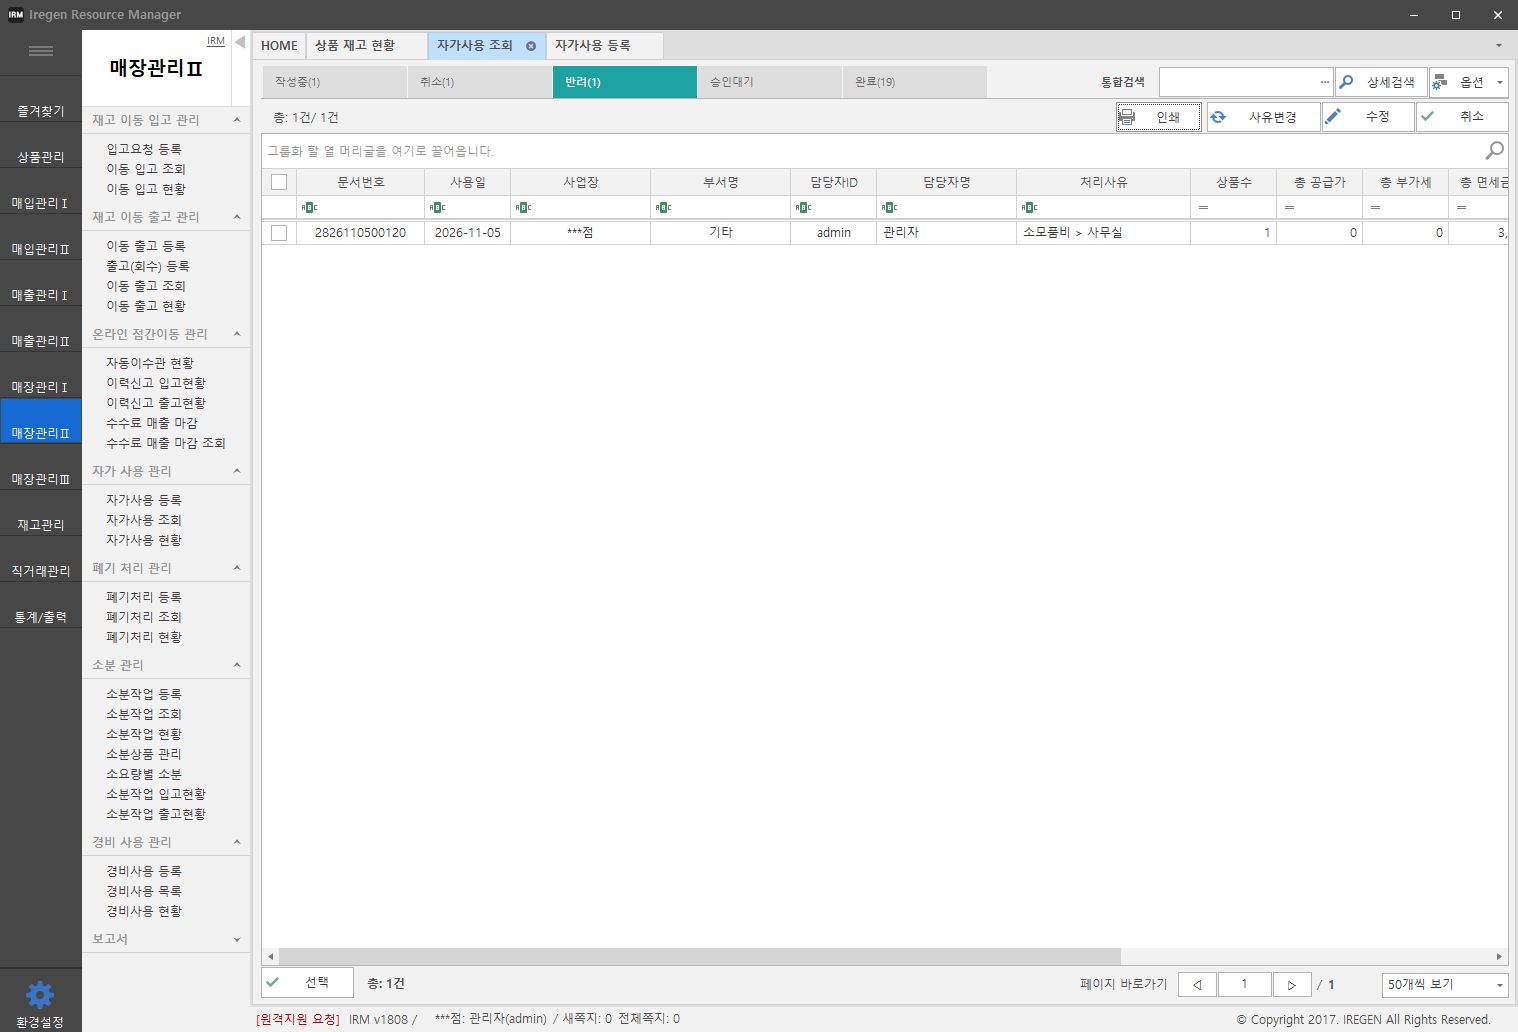 IRM Iregen Resource Manager
즐겨찾기
상품관리
매입관리 I
매입관리 II
매출관리 I
매출관리 II
매장관리 I
매장관리 II
매장관리 III
재고관리
직거래관리
통계/출력
환경설정
IRM
매장관리 II
재고 이동 입고 관리
입고요청 등록
이동 입고 조회
이동 입고 현황
재고 이동 출고 관리
이동 출고 등록
출고(회수) 등록
이동 출고 조회
이동 출고 현황
온라인 점간이동 관리
자동이수관 현황
이력신고 입고현황
이력신고 출고현황
수수료 매출 마감
수수료 매출 마감 조회
자가 사용 관리
자가사용 등록
자가사용 조회
자가사용 현황
폐기 처리 관리
폐기처리 등록
폐기처리 조회
폐기처리 현황
소분 관리
소분작업 등록
소분작업 조회
소분작업 현황
소분상품 관리
소요량별 소분
소분작업 입고현황
소분작업 출고현황
경비 사용 관리
경비사용 등록
경비사용 목록
경비사용 현황
보고서
HOME 상품 재고 현황 자가사용 조회 자가사용 등록
작성중(1) 취소(1) 반려(1) 승인대기 완료(19) 통합검색 ... 상세검색 옵션
총: 1건/ 1건 인쇄 사유변경 수정 취소
그룹화 할 열 머리글을 여기로 끌어옵니다.
문서번호 사용일 사업장 부서명 담당자ID 담당자명 처리사유 상품수 총 공급가 총 부가세 총 면세금
ABC ABC ABC ABC ABC ABC ABC = = = =
2826110500120 2026-11-05 ***점 기타 admin 관리자 소모품비 > 사무실 1 0 0 3,
선택 총: 1건 페이지 바로가기 1 / 1 50개씩 보기
[원격지원 요청] IRM v1808 / ***점: 관리자(admin) / 새쪽지: 0 전체쪽지: 0 © Copyright 2017. IREGEN All Rights Reserved.